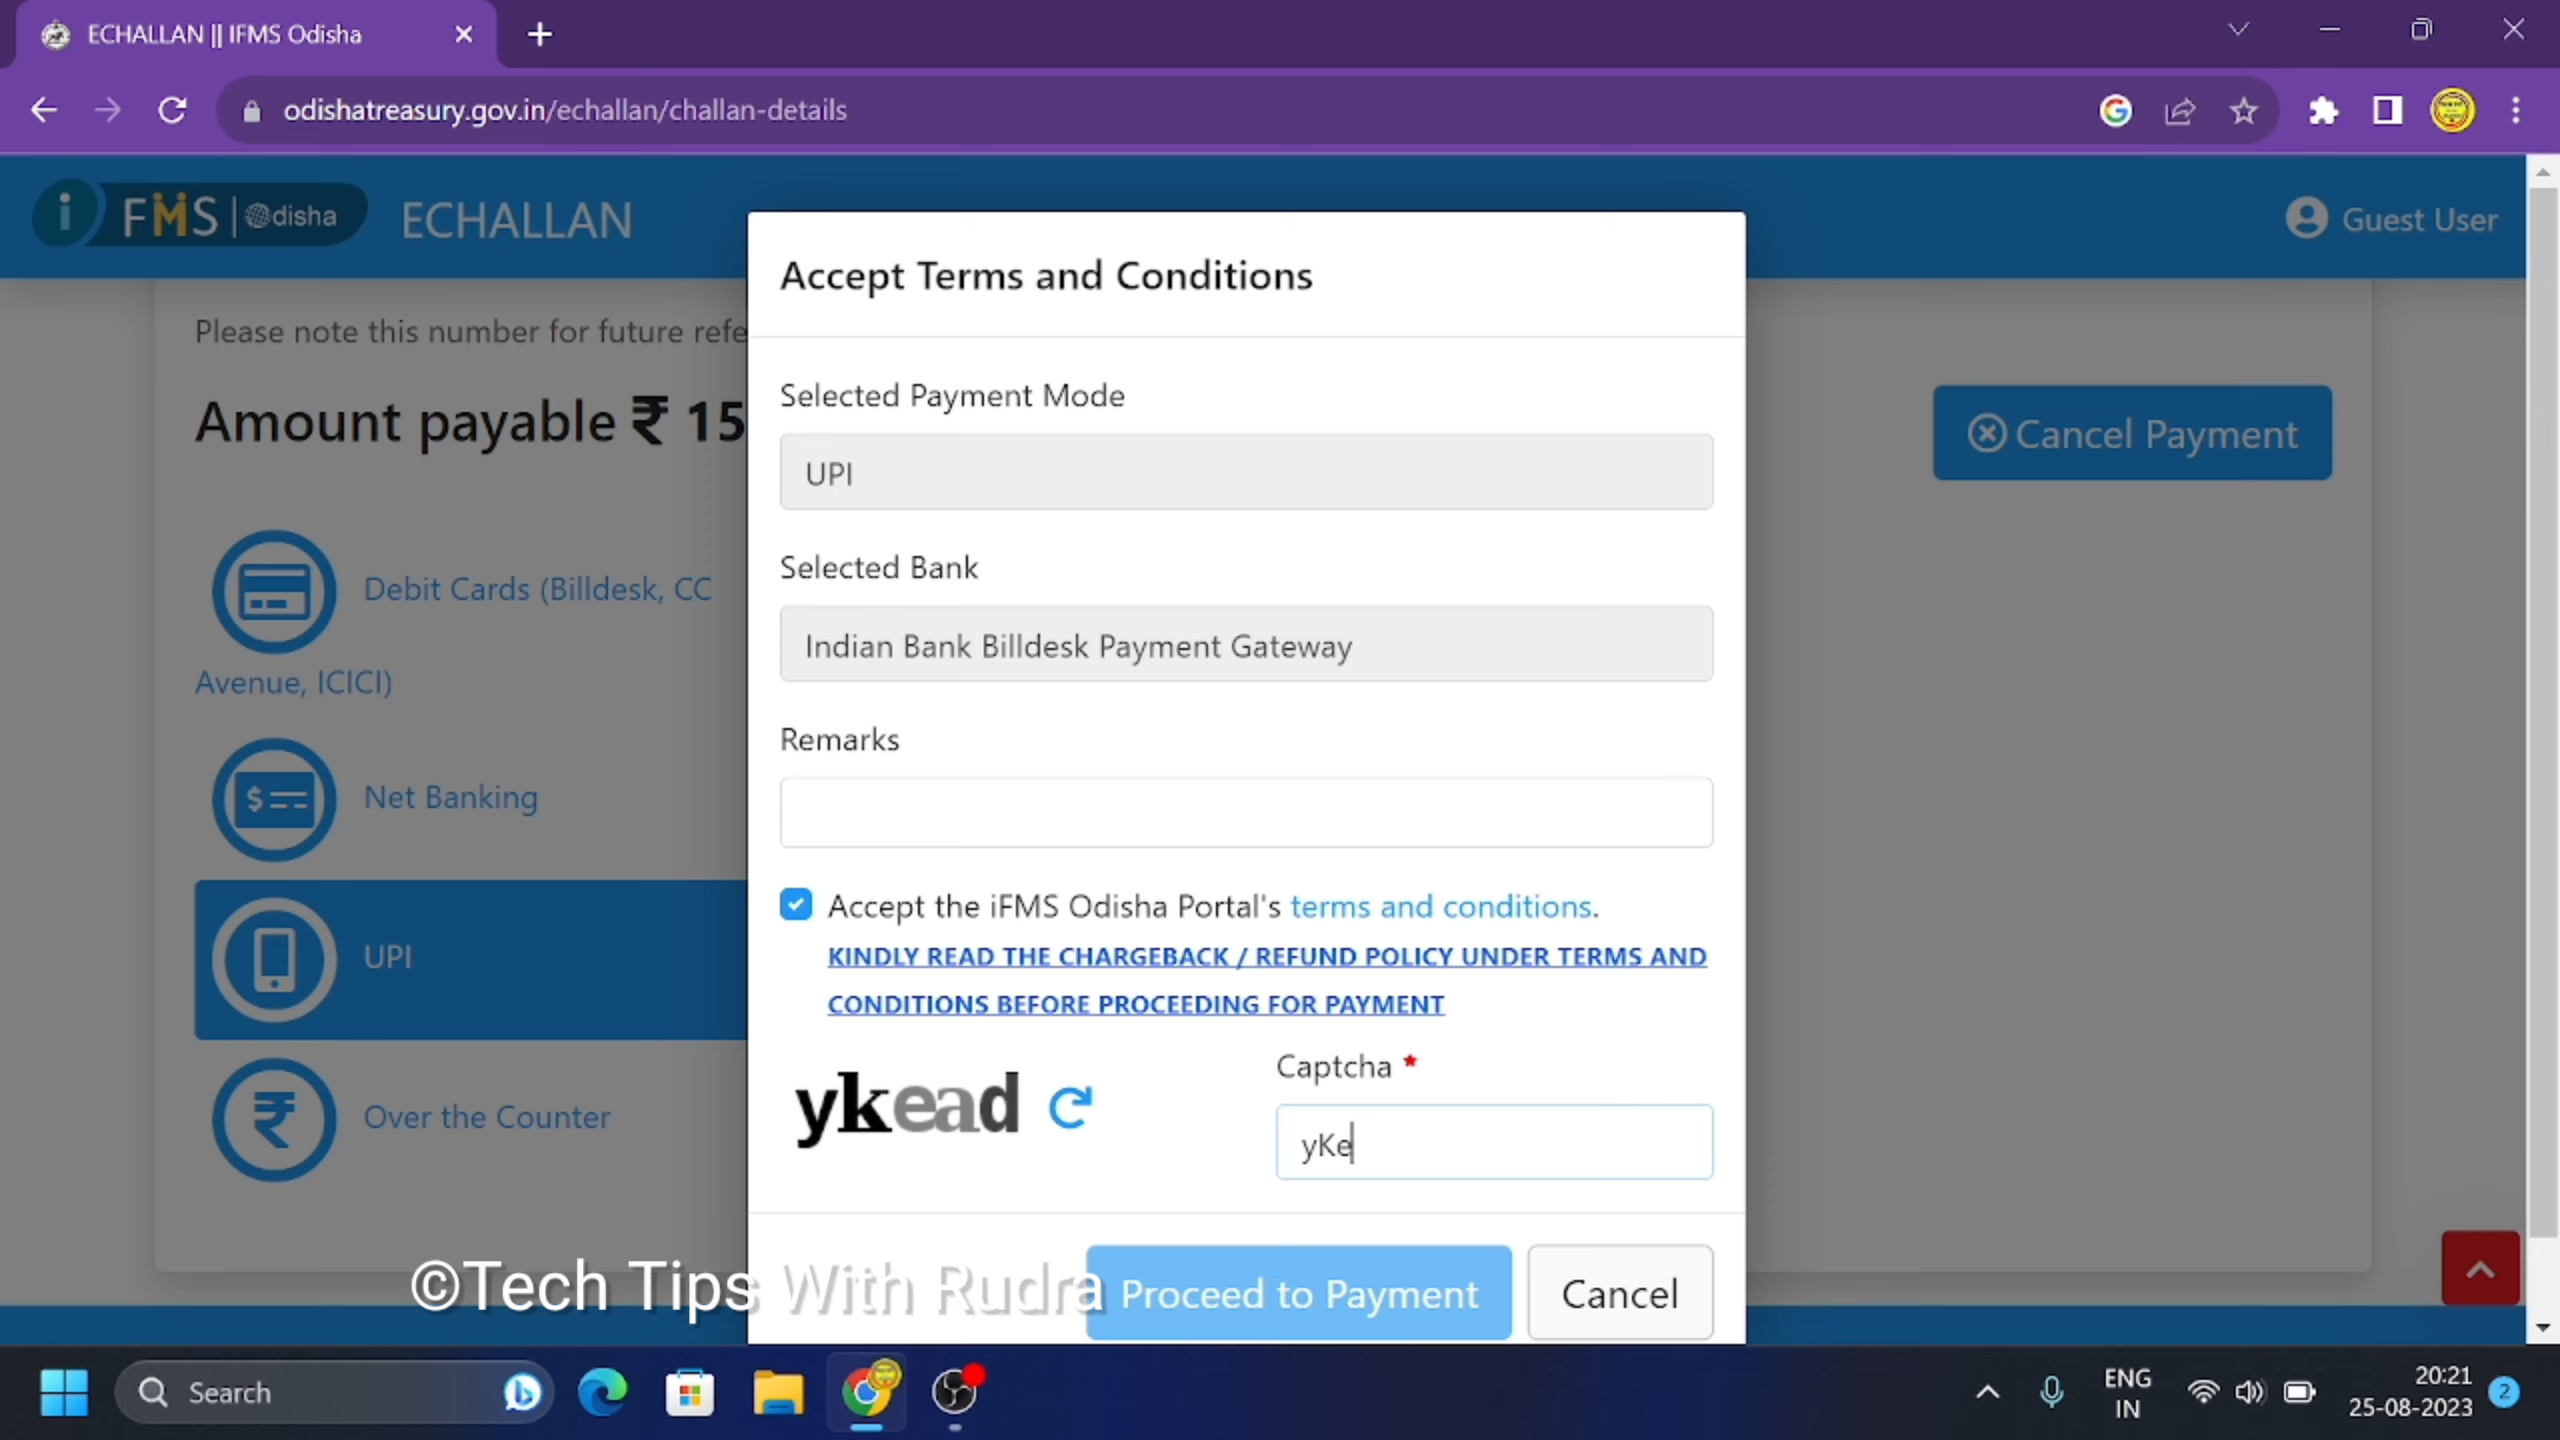 ECHALLAN || IFMS Odisha
odishatreasury.gov.in/echallan/challan-details
i FMS | Odisha ECHALLAN
Guest User
Please note this number for future refe
Amount payable ₹ 15
Cancel Payment
Debit Cards (Billdesk, CC
Avenue, ICICI)
Net Banking
UPI
Over the Counter
Accept Terms and Conditions
Selected Payment Mode
UPI
Selected Bank
Indian Bank Billdesk Payment Gateway
Remarks
Accept the iFMS Odisha Portal's terms and conditions.
KINDLY READ THE CHARGEBACK / REFUND POLICY UNDER TERMS AND
CONDITIONS BEFORE PROCEEDING FOR PAYMENT
Captcha *
ykead
yKe
Proceed to Payment
Cancel
©Tech Tips With Rudra
Search
ENG
IN
20:21
25-08-2023
2